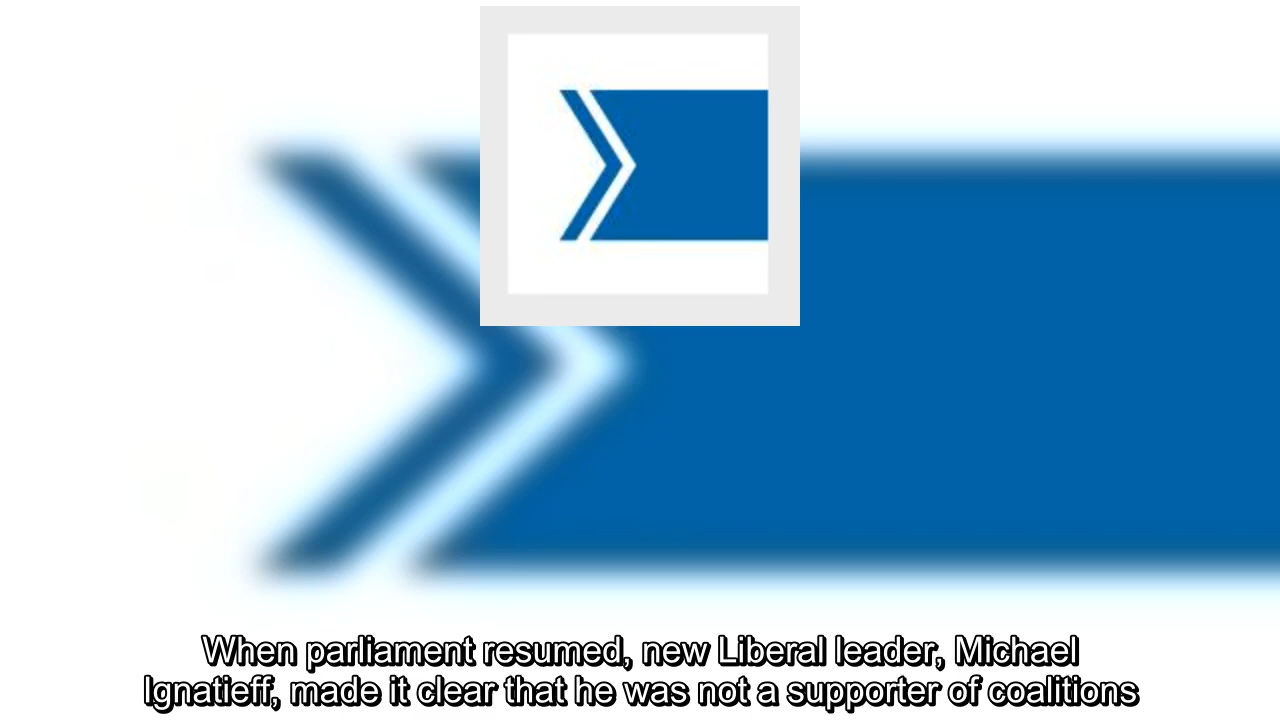 When parliament resumed, new Liberal leader, Michael
Ignatieff, made it clear that he was not a supporter of coalitions